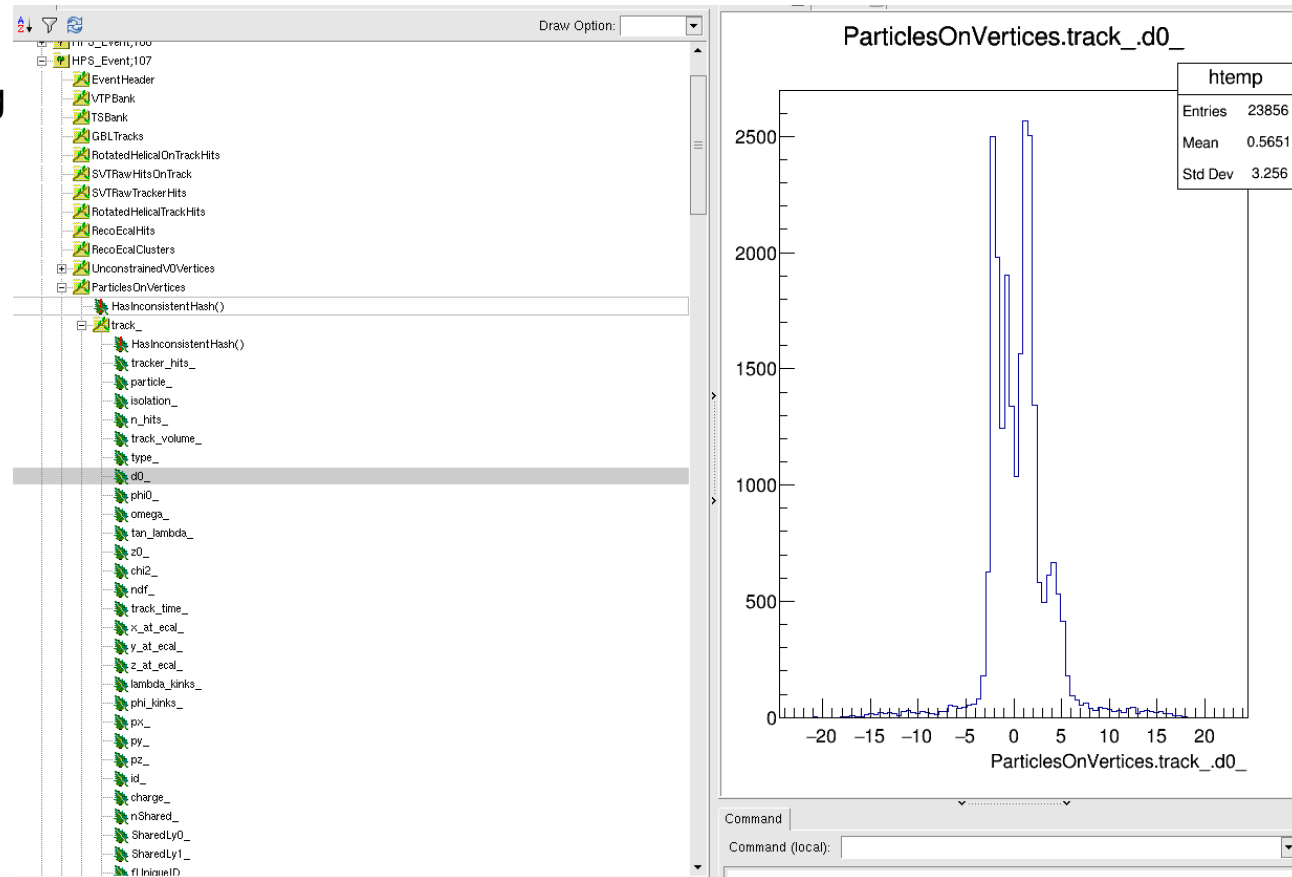 Draw Option:
HPS_Event;107
EventHeader
VTPBank
TSBank
GBLTracks
RotatedHelicalOnTrackHits
SVTRawHitsOnTrack
SVTRawTrackerHits
RotatedHelicalTrackHits
RecoEcalHits
RecoEcalClusters
UnconstrainedV0Vertices
ParticlesOnVertices
HasInconsistentHash()
track_
HasInconsistentHash()
tracker_hits_
particle_
isolation_
n_hits_
track_volume_
type_
d0_
phi0_
omega_
tan_lambda_
z0_
chi2_
ndf_
track_time_
x_at_ecal_
y_at_ecal_
z_at_ecal_
lambda_kinks_
phi_kinks_
px_
py_
pz_
id_
charge_
nShared_
SharedLy0_
SharedLy1_
fUniqueID
ParticlesOnVertices.track_.d0_
htemp
Entries 23856
Mean 0.5651
Std Dev 3.256
2500
2000
1500
1000
500
0
−20 −15 −10 −5 0 5 10 15 20
ParticlesOnVertices.track_.d0_
Command
Command (local):